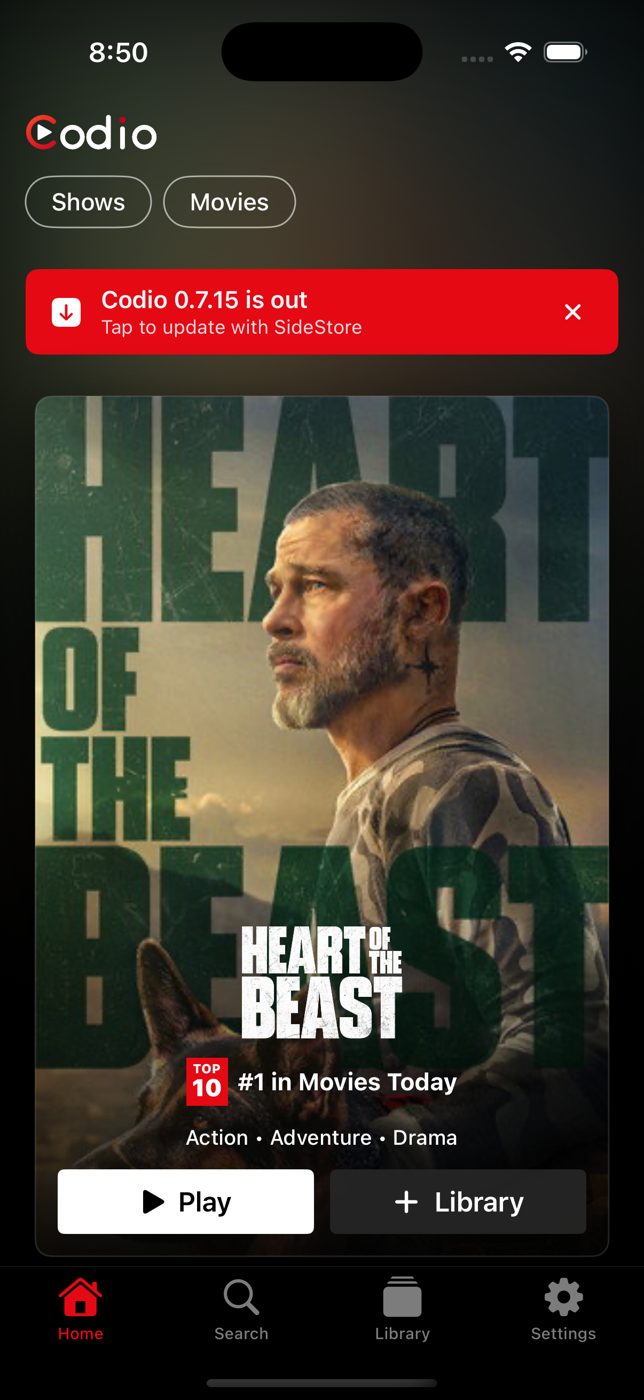 8:50
Codio
Shows
Movies
Codio 0.7.15 is out
Tap to update with SideStore
HEART
OF
THE
BEAST
HEART OF THE
BEAST
TOP
10
#1 in Movies Today
Action • Adventure • Drama
Play
Library
Home
Search
Library
Settings